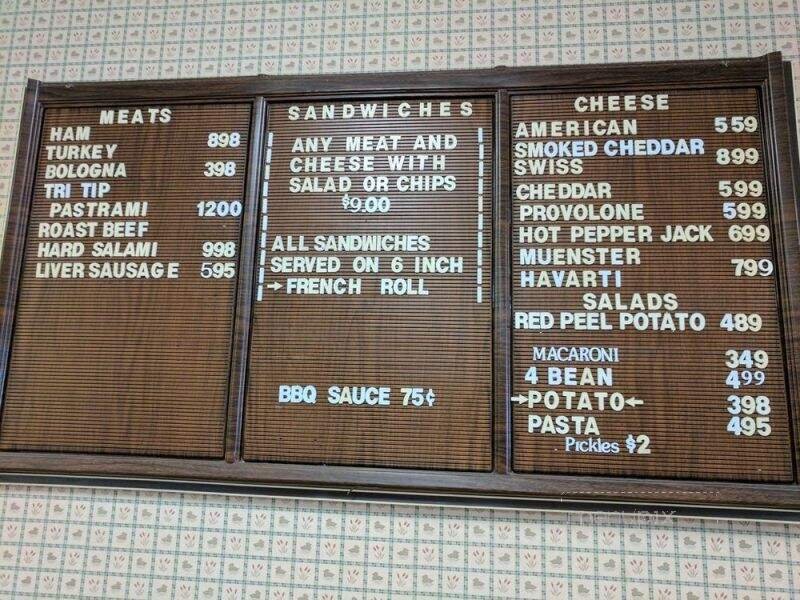 MEATS
HAM
TURKEY 898
BOLOGNA 398
TRI TIP
PASTRAMI 1200
ROAST BEEF
HARD SALAMI 998
LIVER SAUSAGE 595
SANDWICHES
ANY MEAT AND
CHEESE WITH
SALAD OR CHIPS
$9.00
ALL SANDWICHES
SERVED ON 6 INCH
→FRENCH ROLL
BBQ SAUCE 75¢
CHEESE
AMERICAN 559
SMOKED CHEDDAR 899
SWISS
CHEDDAR 599
PROVOLONE 599
HOT PEPPER JACK 699
MUENSTER 799
HAVARTI
SALADS
RED PEEL POTATO 489
MACARONI 349
4 BEAN 499
→POTATO← 398
PASTA 495
Pickles $2